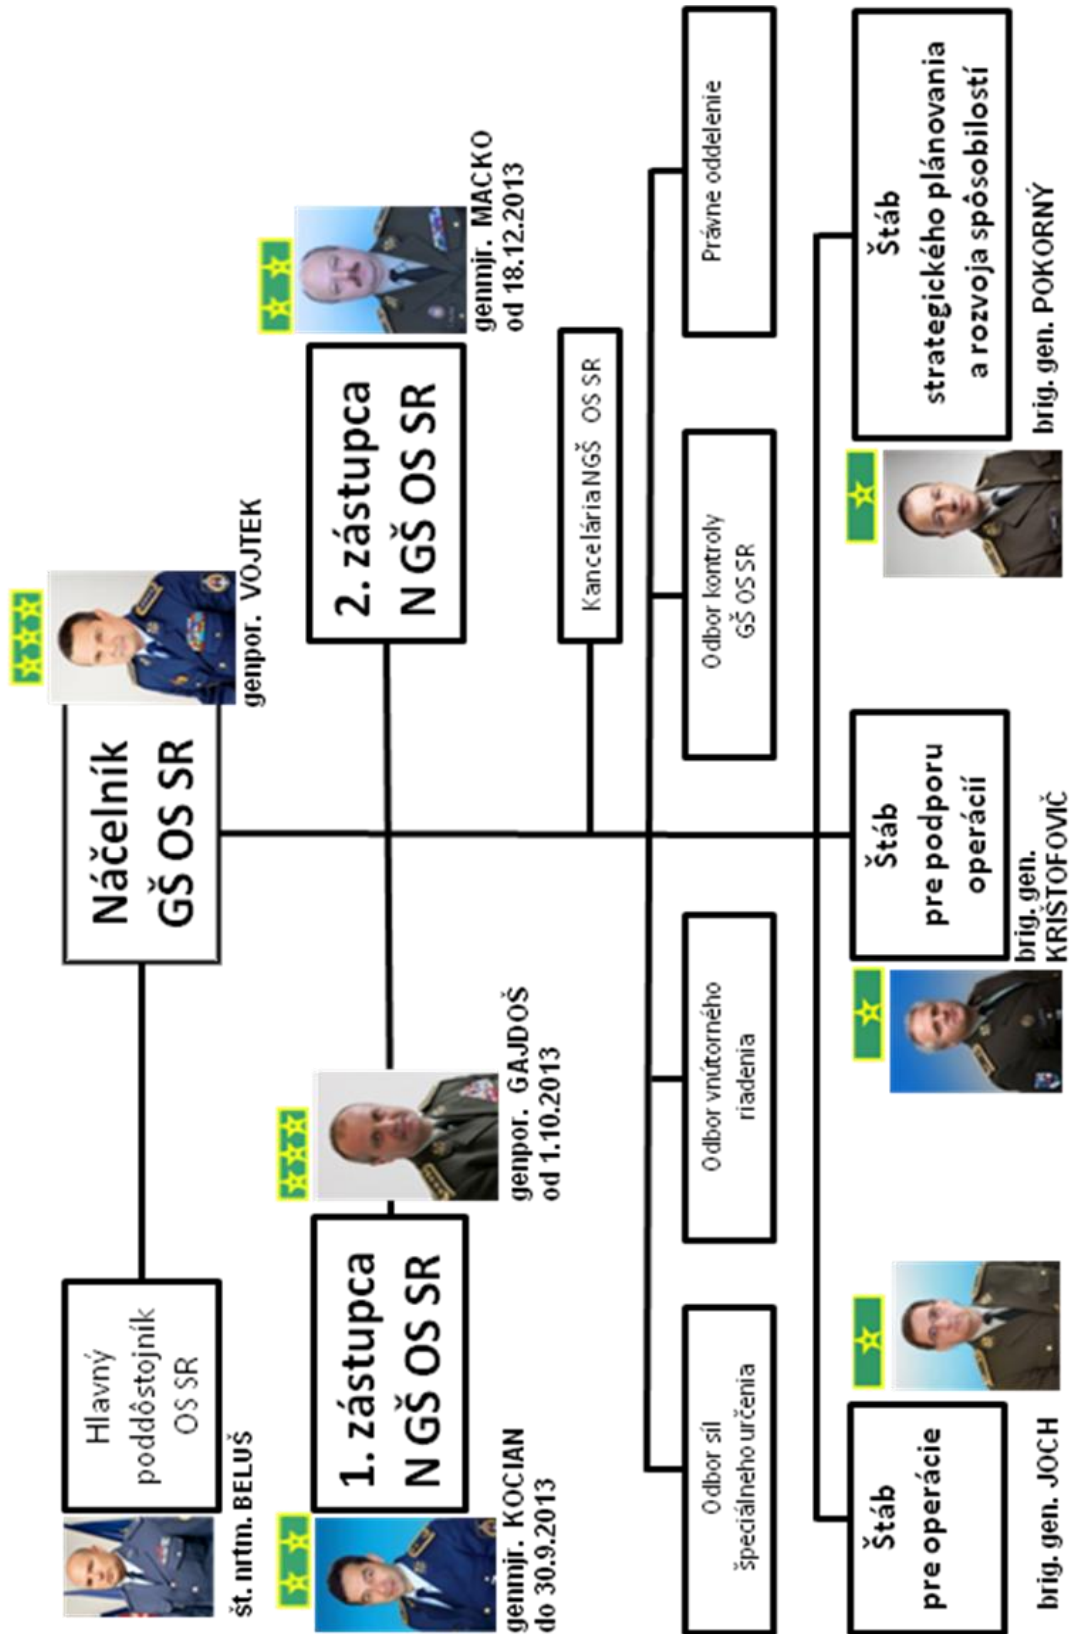 Náčelník
GŠ OS SR
genpor. VOJTEK
Hlavný
poddôstojník
OS SR
št. nrtm. BELUŠ
1. zástupca
N GŠ OS SR
genmjr. KOCIAN
do 30.9.2013
genpor. GAJDOŠ
od 1.10.2013
2. zástupca
N GŠ OS SR
genmjr. MACKO
od 18.12.2013
KanceláriaNGŠ OS SR
Odbor síl
špeciálneho určenia
Odbor vnútorného
riadenia
Odbor kontroly
GŠ OS SR
Právne oddelenie
Štáb
pre operácie
brig. gen. JOCH
Štáb
pre podporu
operácií
brig. gen.
KRIŠTOFOVIČ
Štáb
strategického plánovania
a rozvoja spôsobilostí
brig. gen. POKORNÝ